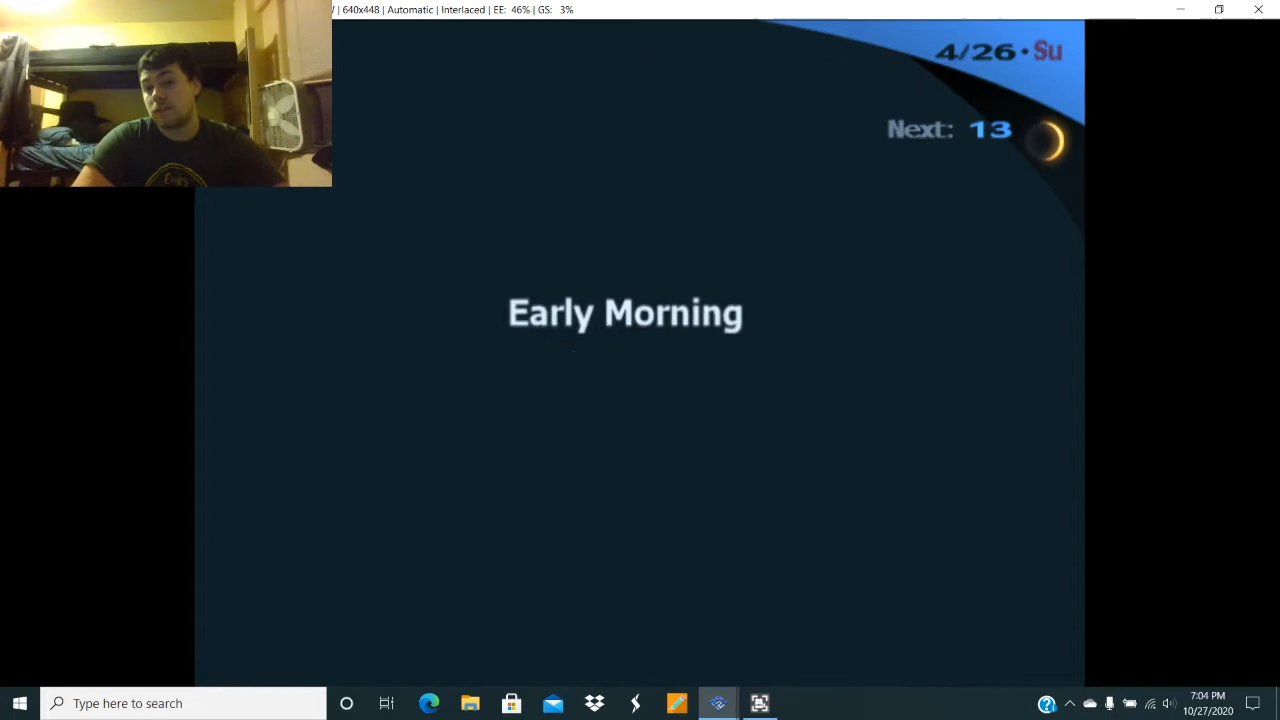 / | 640x448 | Automatic | Interlaced | EE: 46% | GS: 3%
4/26 • Su
Next: 13
Early Morning
Type here to search
7:04 PM
10/27/2020